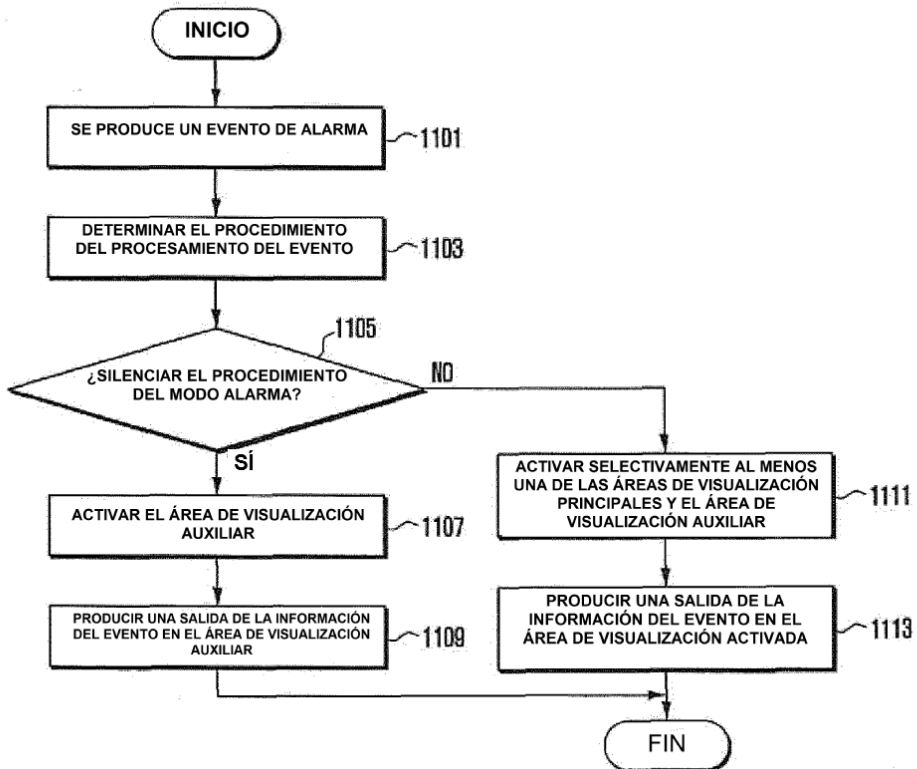 INICIO
SE PRODUCE UN EVENTO DE ALARMA
1101
DETERMINAR EL PROCEDIMIENTO
DEL PROCESAMIENTO DEL EVENTO
1103
1105
¿SILENCIAR EL PROCEDIMIENTO
DEL MODO ALARMA?
NO
SÍ
ACTIVAR EL ÁREA DE VISUALIZACIÓN
AUXILIAR
1107
PRODUCIR UNA SALIDA DE LA INFORMACIÓN
DEL EVENTO EN EL ÁREA DE VISUALIZACIÓN
AUXILIAR
1109
ACTIVAR SELECTIVAMENTE AL MENOS
UNA DE LAS ÁREAS DE VISUALIZACIÓN
PRINCIPALES Y EL ÁREA DE
VISUALIZACIÓN AUXILIAR
1111
PRODUCIR UNA SALIDA DE LA
INFORMACIÓN DEL EVENTO EN EL
ÁREA DE VISUALIZACIÓN ACTIVADA
1113
FIN